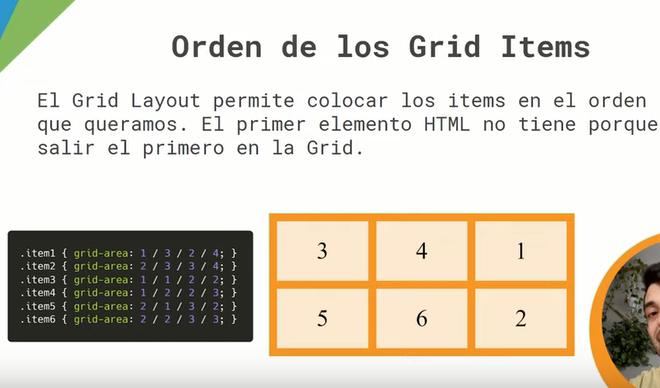 Orden de los Grid Items
El Grid Layout permite colocar los items en el orden
que queramos. El primer elemento HTML no tiene porque
salir el primero en la Grid.
.item1 { grid-area: 1 / 3 / 2 / 4; }
.item2 { grid-area: 2 / 3 / 3 / 4; }
.item3 { grid-area: 1 / 1 / 2 / 2; }
.item4 { grid-area: 1 / 2 / 2 / 3; }
.item5 { grid-area: 2 / 1 / 3 / 2; }
.item6 { grid-area: 2 / 2 / 3 / 3; }
3 4 1
5 6 2